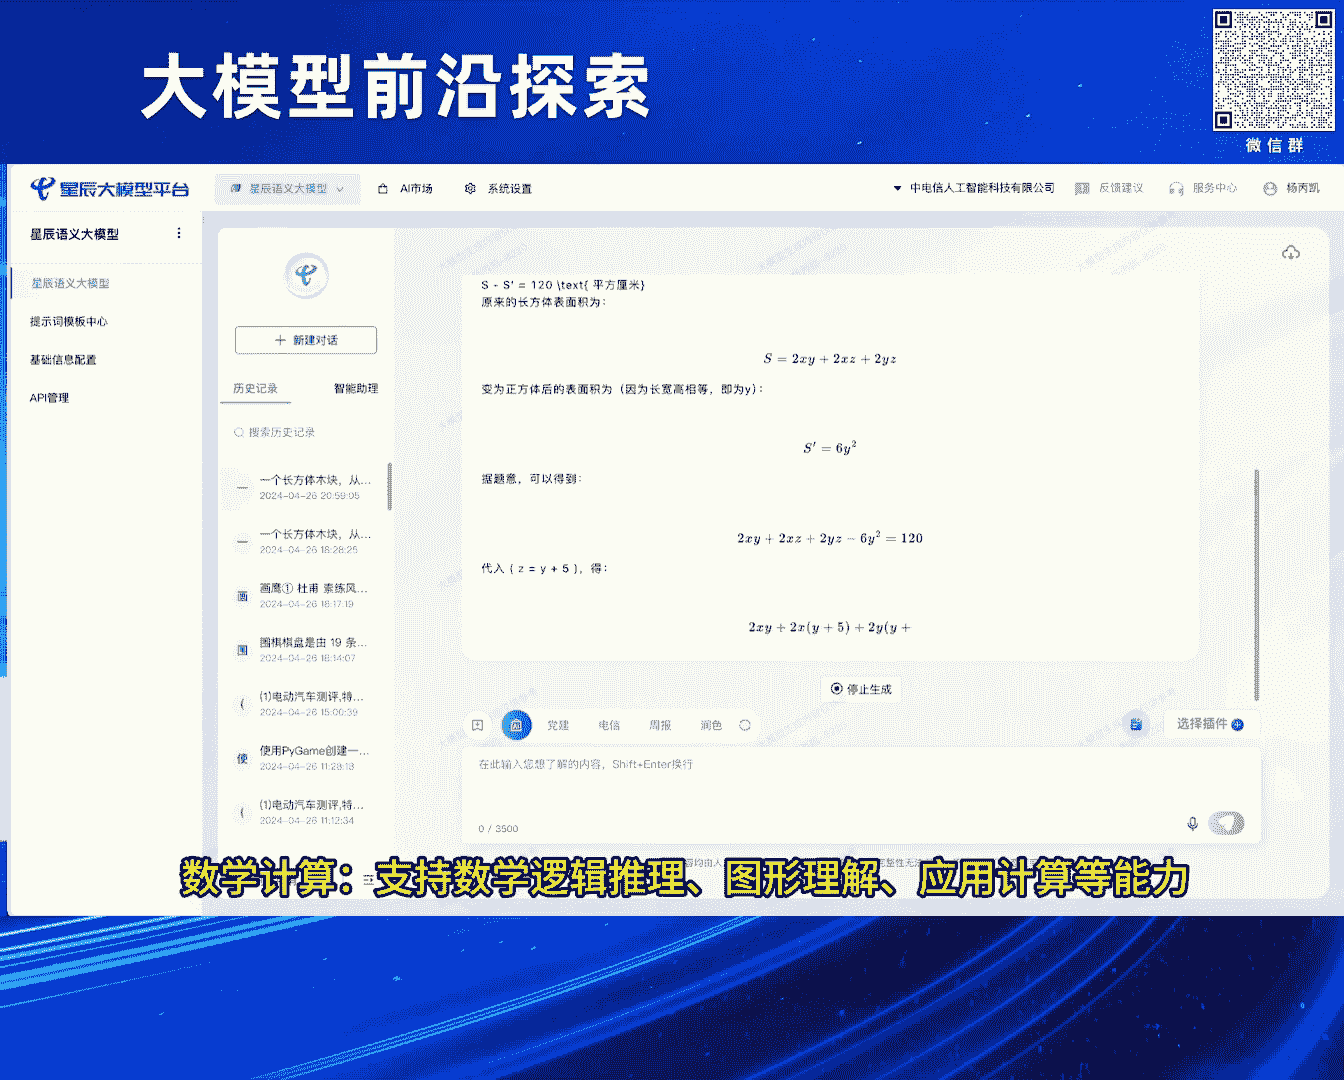 大模型前沿探索
微信群
星辰大模型平台
星辰语义大模型
AI市场
系统设置
中电信人工智能科技有限公司
反馈建议
服务中心
杨丙凯
星辰语义大模型
星辰语义大模型
提示词模板中心
基础信息配置
API管理
新建对话
历史记录 智能助理
搜索历史记录
一 一个长方体木块，从...
2024-04-26 20:59:05
一 一个长方体木块，从...
2024-04-26 18:28:25
画 画鹰① 杜甫 素练风...
2024-04-26 18:17:19
围 围棋棋盘是由 19 条...
2024-04-26 18:14:07
( (1)电动汽车测评,特...
2024-04-26 15:00:39
使 使用PyGame创建一...
2024-04-26 11:28:13
( (1)电动汽车测评,特...
2024-04-26 11:12:34
S - S' = 120 \text{ 平方厘米}
原来的长方体表面积为：
S = 2xy + 2xz + 2yz
变为正方体后的表面积为（因为长宽高相等，即为y）：
S′ = 6y²
据题意，可以得到：
2xy + 2xz + 2yz − 6y² = 120
代入 ( z = y + 5 )，得：
2xy + 2x(y + 5) + 2y(y +
停止生成
党建 电信 周报 润色
选择插件
在此输入您想了解的内容，Shift+Enter换行
0 / 3500
数学计算：支持数学逻辑推理、图形理解、应用计算等能力